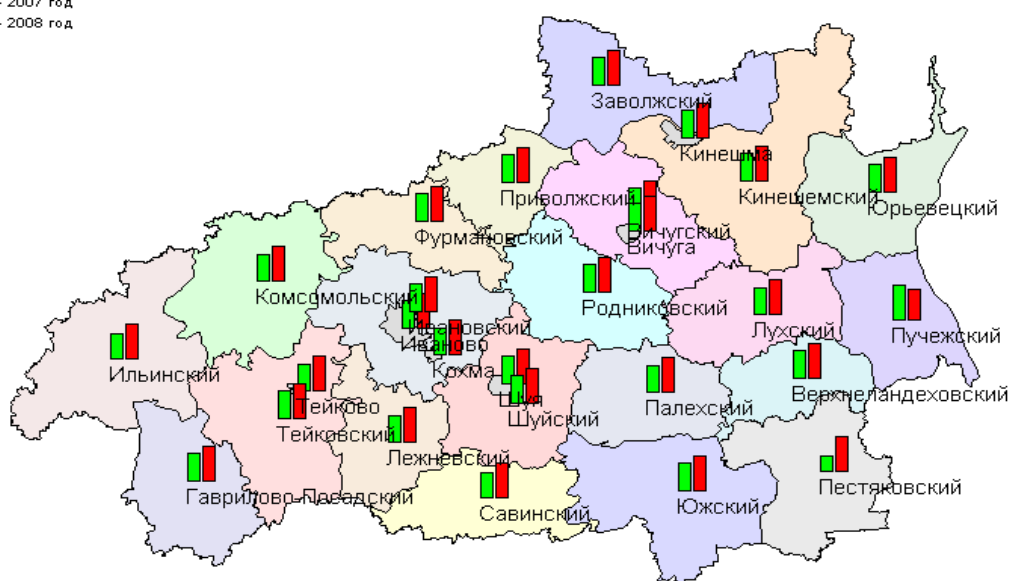 - 2007 год
- 2008 год
Заволжский
Кинешма
Приволжский
Кинешемский
Юрьевецкий
Фурмановский
Вичугский
Вичуга
Комсомольский
Родниковский
Ивановский
Лухский
Пучежский
Иваново
Кохма
Ильинский
Шуя
Тейково
Палехский
Верхнеландеховский
Шуйский
Тейковский
Лежневский
Гаврилово-Посадский
Савинский
Южский
Пестяковский